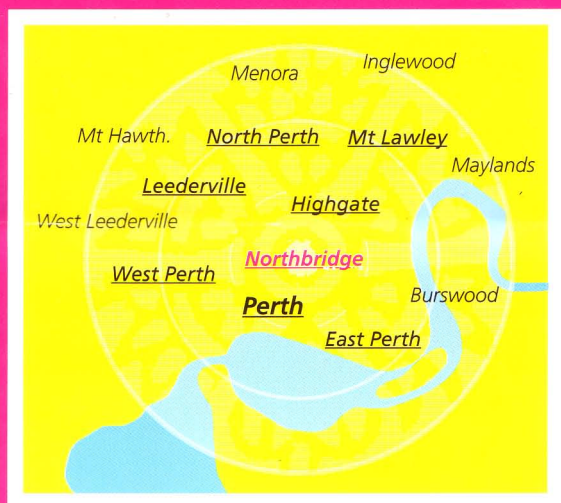 Inglewood
Menora
Mt Hawth. North Perth Mt Lawley
Maylands
Leederville
Highgate
West Leederville
Northbridge
West Perth
Burswood
Perth
East Perth